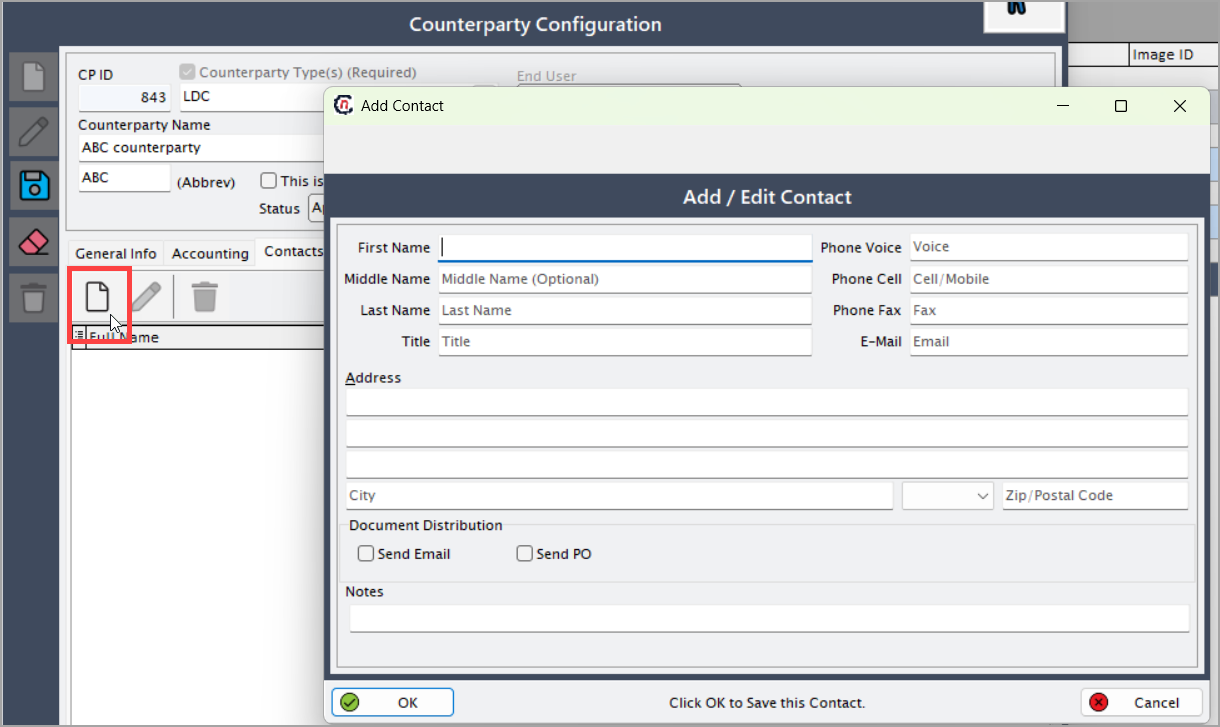 Counterparty Configuration
Image ID
CP ID
Counterparty Type(s) (Required)
End User
843
LDC
Counterparty Name
ABC counterparty
ABC
(Abbrev)
This is
Status
General Info
Accounting
Contacts
Full Name
Add Contact
Add / Edit Contact
First Name
Phone Voice
Voice
Middle Name
Middle Name (Optional)
Phone Cell
Cell/Mobile
Last Name
Last Name
Phone Fax
Fax
Title
Title
E-Mail
Email
Address
City
Zip/Postal Code
Document Distribution
Send Email
Send PO
Notes
OK
Click OK to Save this Contact.
Cancel